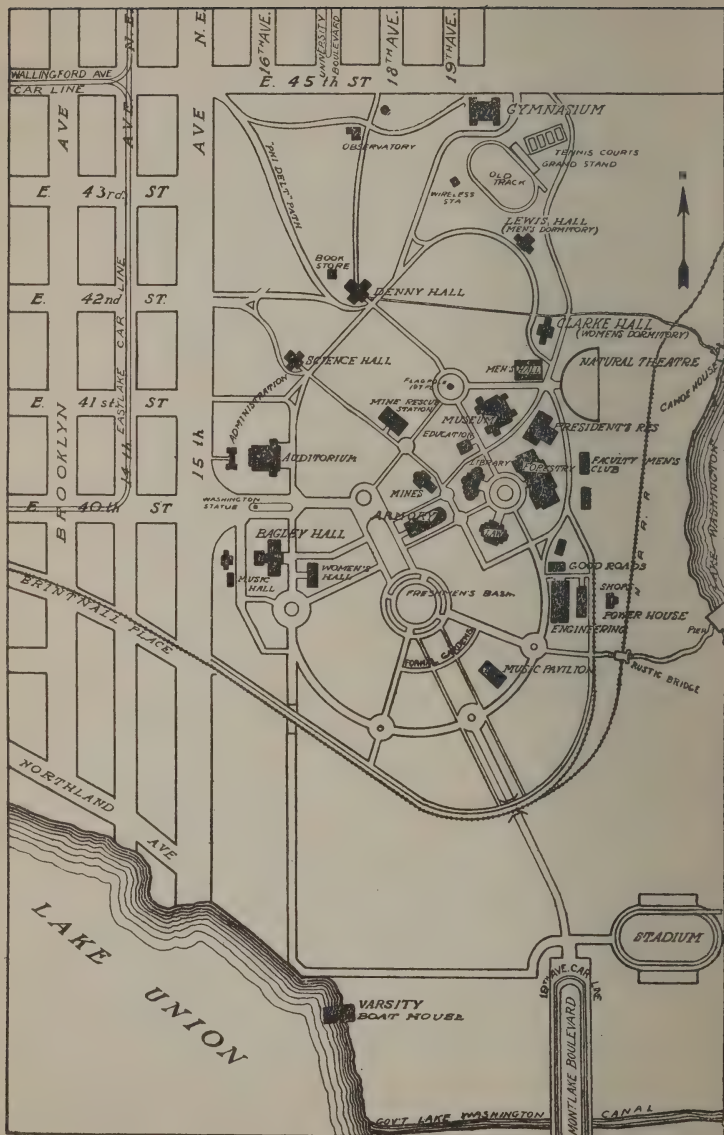 N.E.
N.E.
16TH AVE.
UNIVERSITY
BOULEVARD
18TH AVE.
19TH AVE.
E. 45th ST
WALLINGFORD AVE
CAR LINE
AVE
AVE
AVE
GYMNASIUM
OBSERVATORY
TENNIS COURTS
GRAND STAND
"PHI DELT" PATH
OLD
TRACK
WIRELESS
STA
E. 43rd ST
LEWIS HALL
(MEN'S DORMITORY)
BOOK
STORE
DENNY HALL
E. 42nd ST.
EASTLAKE CAR LINE
CLARKE HALL
(WOMEN'S DORMITORY)
SCIENCE HALL
MEN'S HALL
NATURAL THEATRE
CANOE HOUSE
FLAG POLE
MINE RESCUE
STATION
MUSEUM
E. 41st ST
ADMINISTRATION
EDUCATION
PRESIDENT'S RES
AUDITORIUM
LIBRARY
FORESTRY
FACULTY MEN'S
CLUB
BROOKLYN
14th
15th
MINES
WASHINGTON
STATUE
E. 40th ST
ARMORY
LAW
R.R.
LAKE WASHINGTON
BAGLEY HALL
MUSIC
HALL
WOMEN'S
HALL
GOOD ROADS
FRESHMEN'S BASIN
SHOPS
POWER HOUSE
ENGINEERING
PIER
BRINTNALL PLACE
FORMAL GARDENS
MUSIC PAVILION
RUSTIC BRIDGE
NORTHLAND
AVE
LAKE UNION
STADIUM
18TH AVE. CAR LINE
VARSITY
BOAT HOUSE
MONTLAKE BOULEVARD
GOV'T LAKE WASHINGTON CANAL